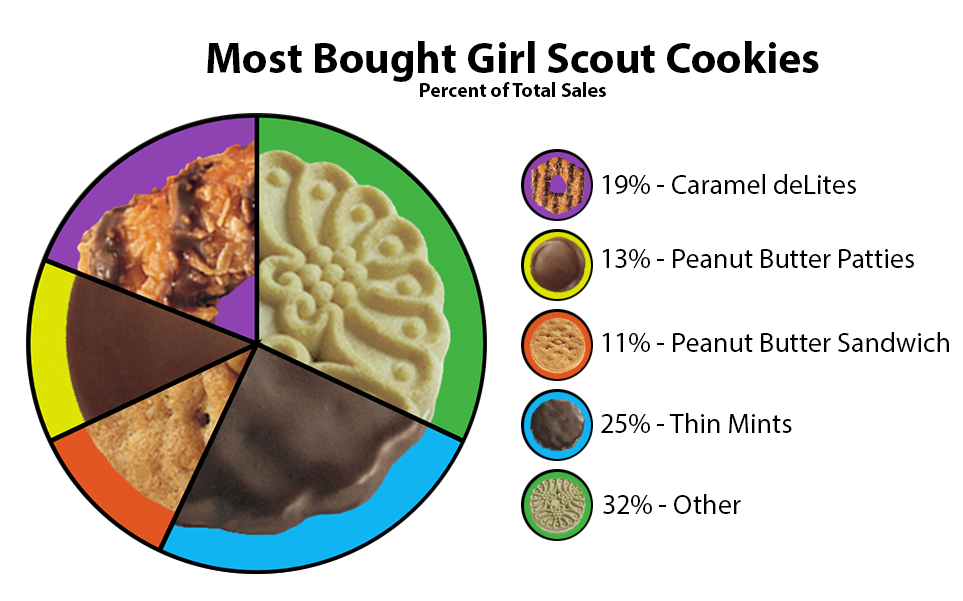 Most Bought Girl Scout Cookies
Percent of Total Sales
19% - Caramel deLites
13% - Peanut Butter Patties
11% - Peanut Butter Sandwich
25% - Thin Mints
32% - Other